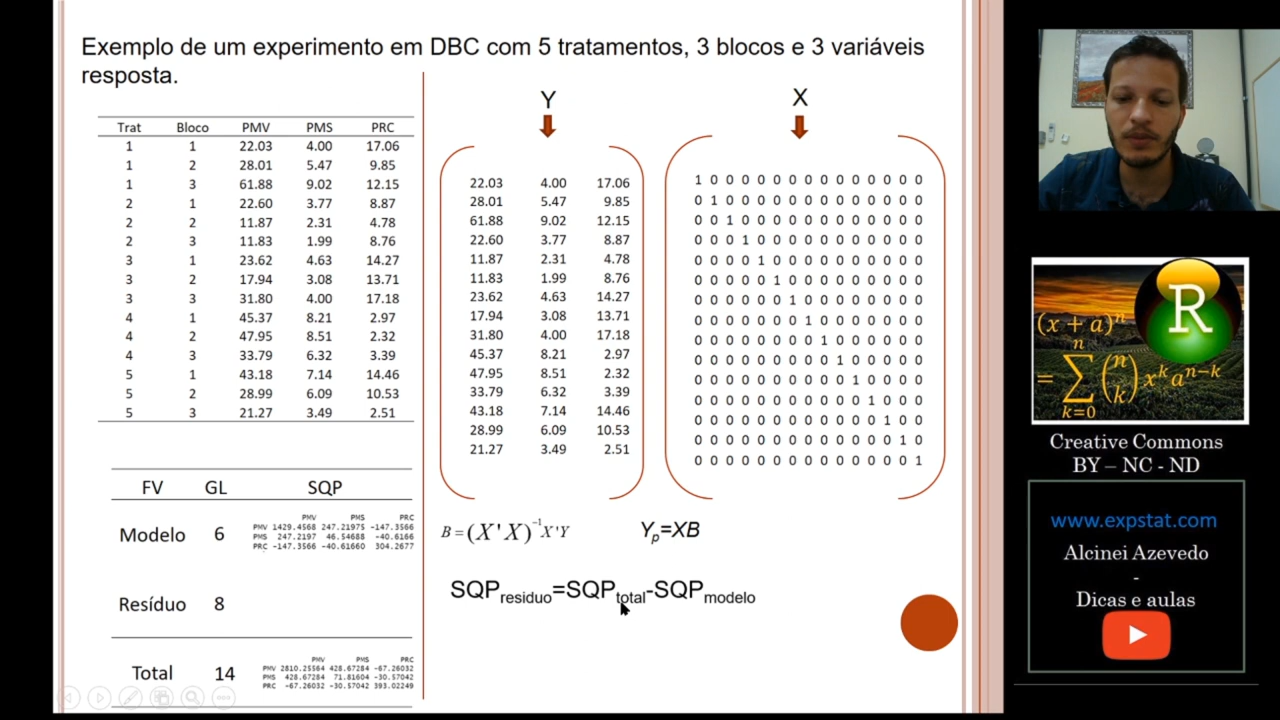 Exemplo de um experimento em DBC com 5 tratamentos, 3 blocos e 3 variáveis
resposta.
Trat Bloco PMV PMS PRC
1 1 22.03 4.00 17.06
1 2 28.01 5.47 9.85
1 3 61.88 9.02 12.15
2 1 22.60 3.77 8.87
2 2 11.87 2.31 4.78
2 3 11.83 1.99 8.76
3 1 23.62 4.63 14.27
3 2 17.94 3.08 13.71
3 3 31.80 4.00 17.18
4 1 45.37 8.21 2.97
4 2 47.95 8.51 2.32
4 3 33.79 6.32 3.39
5 1 43.18 7.14 14.46
5 2 28.99 6.09 10.53
5 3 21.27 3.49 2.51
FV GL SQP
PMV PMS PRC
Modelo 6 PMV 1429.4568 247.21975 -147.3566
PMS 247.2197 46.54688 -40.6166
PRC -147.3566 -40.61660 304.2677
Resíduo 8
PMV PMS PRC
Total 14 PMV 2810.25564 428.67284 -67.26032
PMS 428.67284 71.81604 -30.57042
PRC -67.26032 -30.57042 393.02249
Y
22.03 4.00 17.06
28.01 5.47 9.85
61.88 9.02 12.15
22.60 3.77 8.87
11.87 2.31 4.78
11.83 1.99 8.76
23.62 4.63 14.27
17.94 3.08 13.71
31.80 4.00 17.18
45.37 8.21 2.97
47.95 8.51 2.32
33.79 6.32 3.39
43.18 7.14 14.46
28.99 6.09 10.53
21.27 3.49 2.51
X
1 0 0 0 0 0 0 0 0 0 0 0 0 0 0
0 1 0 0 0 0 0 0 0 0 0 0 0 0 0
0 0 1 0 0 0 0 0 0 0 0 0 0 0 0
0 0 0 1 0 0 0 0 0 0 0 0 0 0 0
0 0 0 0 1 0 0 0 0 0 0 0 0 0 0
0 0 0 0 0 1 0 0 0 0 0 0 0 0 0
0 0 0 0 0 0 1 0 0 0 0 0 0 0 0
0 0 0 0 0 0 0 1 0 0 0 0 0 0 0
0 0 0 0 0 0 0 0 1 0 0 0 0 0 0
0 0 0 0 0 0 0 0 0 1 0 0 0 0 0
0 0 0 0 0 0 0 0 0 0 1 0 0 0 0
0 0 0 0 0 0 0 0 0 0 0 1 0 0 0
0 0 0 0 0 0 0 0 0 0 0 0 1 0 0
0 0 0 0 0 0 0 0 0 0 0 0 0 1 0
0 0 0 0 0 0 0 0 0 0 0 0 0 0 1
B = (X'X)⁻¹X'Y Yₚ=XB
SQPresiduo=SQPtotal-SQPmodelo
R
(x + a)ⁿ
n
= ∑ (n k) xᵏaⁿ⁻ᵏ
k=0
Creative Commons
BY – NC - ND
www.expstat.com
Alcinei Azevedo
-
Dicas e aulas